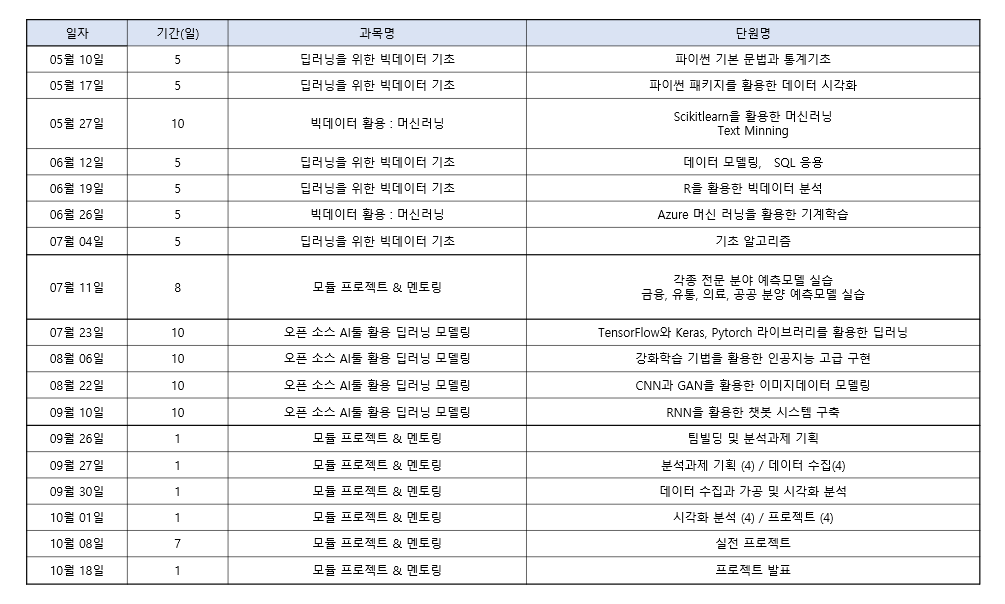 일자 기간(일) 과목명 단원명
05월 10일 5 딥러닝을 위한 빅데이터 기초 파이썬 기본 문법과 통계기초
05월 17일 5 딥러닝을 위한 빅데이터 기초 파이썬 패키지를 활용한 데이터 시각화
05월 27일 10 빅데이터 활용 : 머신러닝 Scikitlearn을 활용한 머신러닝
Text Minning
06월 12일 5 딥러닝을 위한 빅데이터 기초 데이터 모델링, SQL 응용
06월 19일 5 딥러닝을 위한 빅데이터 기초 R을 활용한 빅데이터 분석
06월 26일 5 빅데이터 활용 : 머신러닝 Azure 머신 러닝을 활용한 기계학습
07월 04일 5 딥러닝을 위한 빅데이터 기초 기초 알고리즘
07월 11일 8 모듈 프로젝트 & 멘토링 각종 전문 분야 예측모델 실습
금융, 유통, 의료, 공공 분양 예측모델 실습
07월 23일 10 오픈 소스 AI툴 활용 딥러닝 모델링 TensorFlow와 Keras, Pytorch 라이브러리를 활용한 딥러닝
08월 06일 10 오픈 소스 AI툴 활용 딥러닝 모델링 강화학습 기법을 활용한 인공지능 고급 구현
08월 22일 10 오픈 소스 AI툴 활용 딥러닝 모델링 CNN과 GAN을 활용한 이미지데이터 모델링
09월 10일 10 오픈 소스 AI툴 활용 딥러닝 모델링 RNN을 활용한 챗봇 시스템 구축
09월 26일 1 모듈 프로젝트 & 멘토링 팀빌딩 및 분석과제 기획
09월 27일 1 모듈 프로젝트 & 멘토링 분석과제 기획 (4) / 데이터 수집(4)
09월 30일 1 모듈 프로젝트 & 멘토링 데이터 수집과 가공 및 시각화 분석
10월 01일 1 모듈 프로젝트 & 멘토링 시각화 분석 (4) / 프로젝트 (4)
10월 08일 7 모듈 프로젝트 & 멘토링 실전 프로젝트
10월 18일 1 모듈 프로젝트 & 멘토링 프로젝트 발표